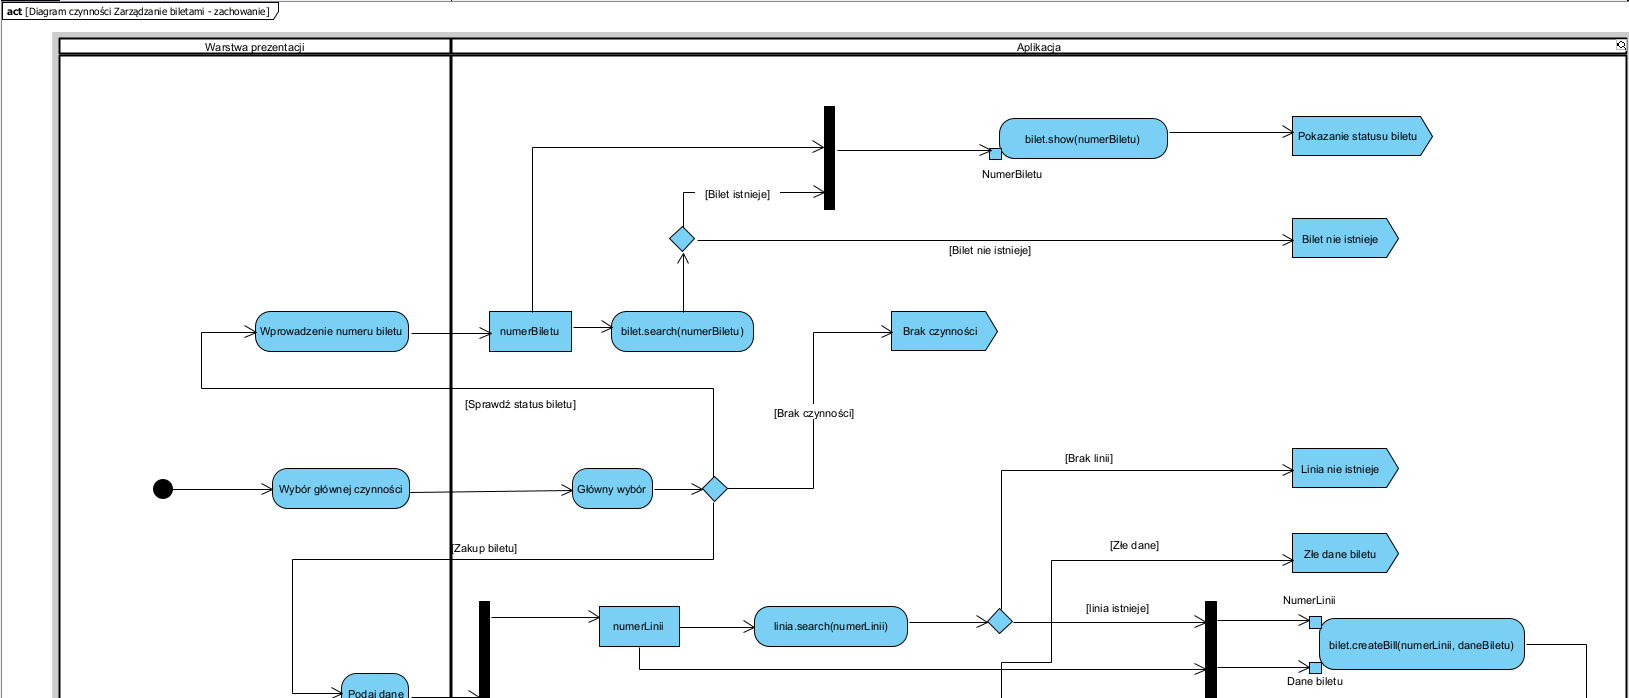 act [Diagram czynności Zarządzanie biletami - zachowanie]
Warstwa prezentacji
Aplikacja
bilet.show(numerBiletu)
Pokazanie statusu biletu
NumerBiletu
[Bilet istnieje]
Bilet nie istnieje
[Bilet nie istnieje]
Wprowadzenie numeru biletu
numerBiletu
bilet.search(numerBiletu)
Brak czynności
[Sprawdź status biletu]
[Brak czynności]
[Brak linii]
Linia nie istnieje
Wybór głównej czynności
Główny wybór
[Zakup biletu]
[Złe dane]
Złe dane biletu
NumerLinii
[linia istnieje]
numerLinii
linia.search(numerLinii)
bilet.createBill(numerLinii, daneBiletu)
Dane biletu
Podaj dane